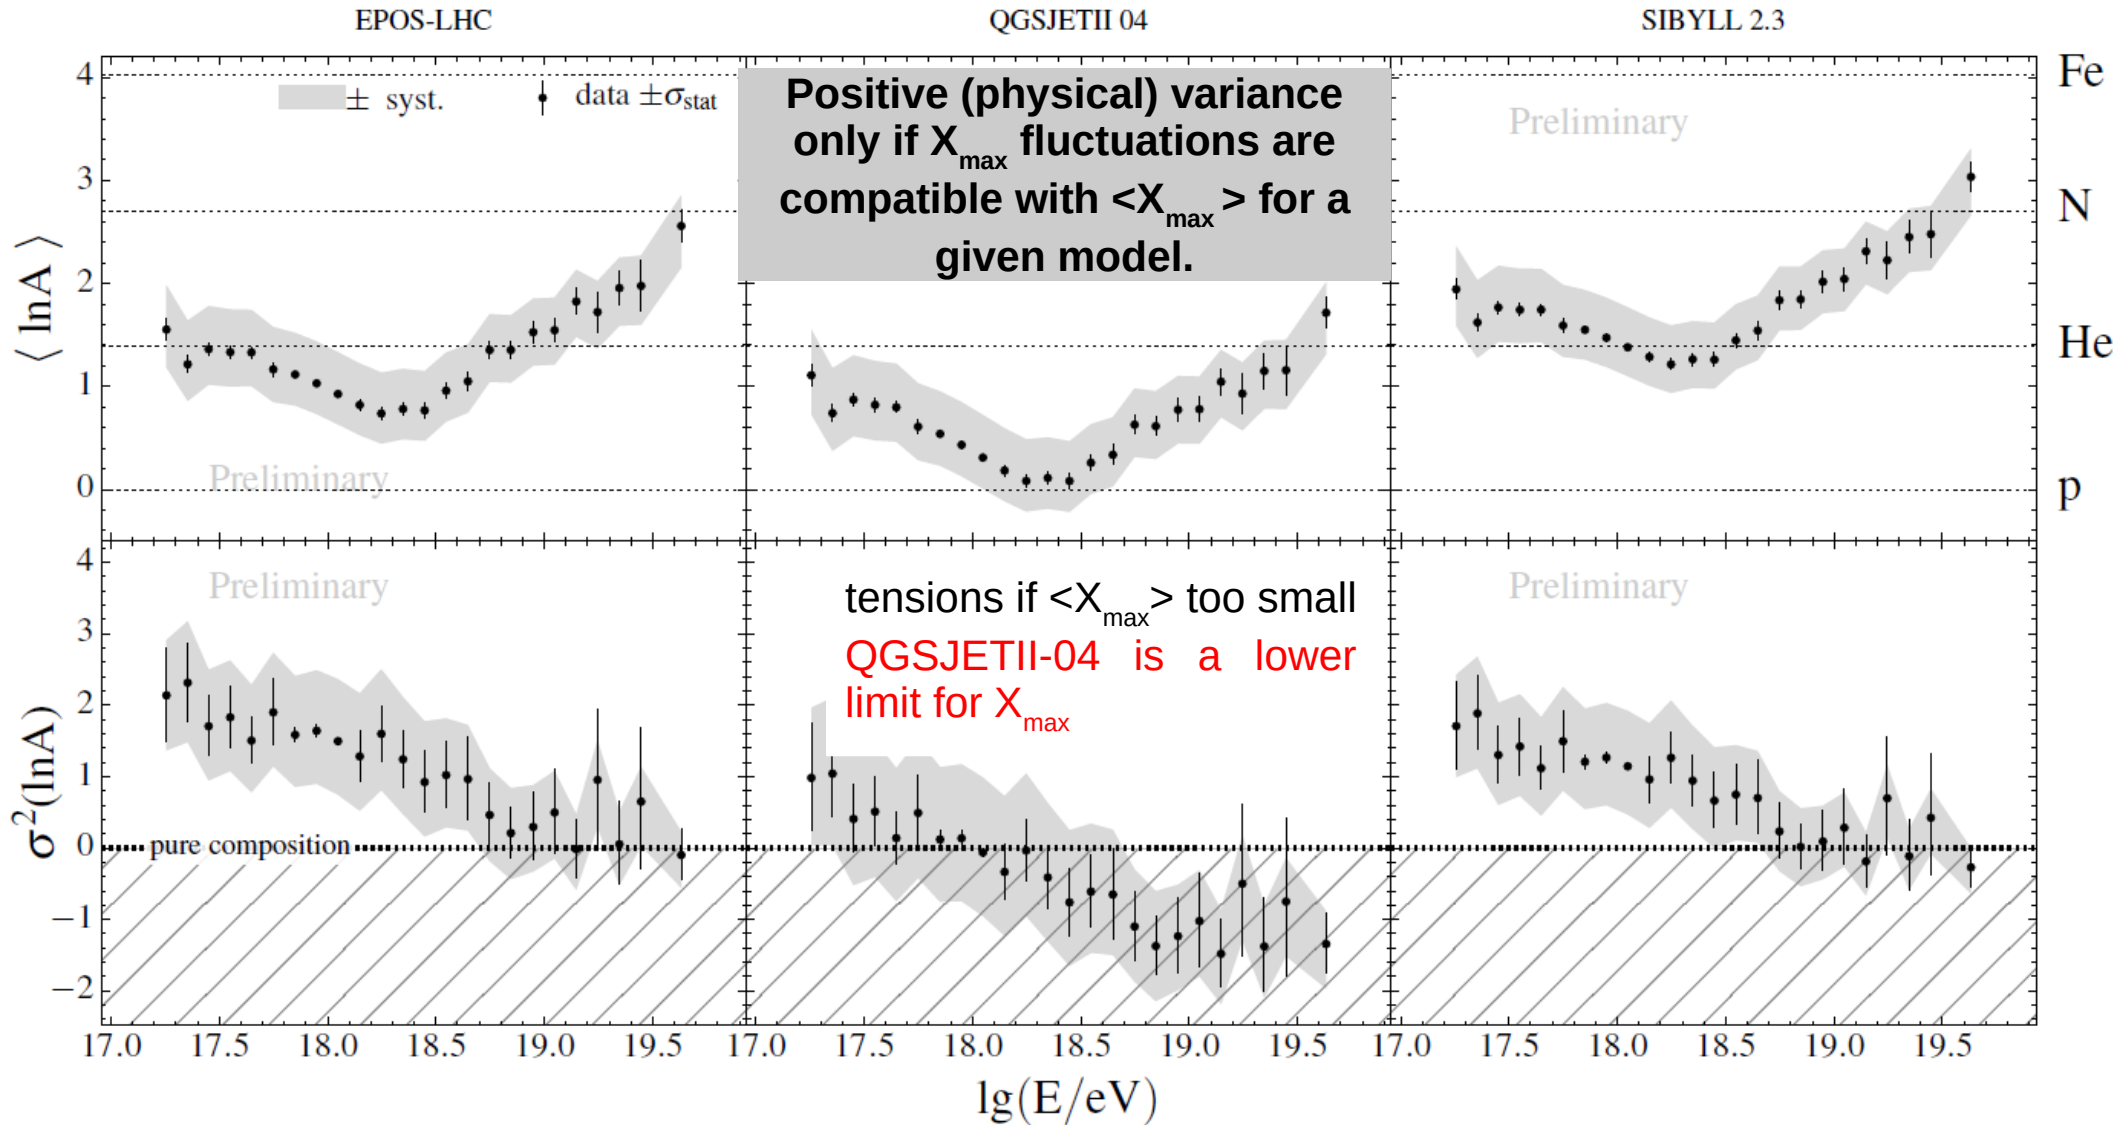 EPOS-LHC
QGSJETII 04
SIBYLL 2.3
4
3
2
1
0
⟨ lnA ⟩
± syst.
data ±σstat
Preliminary
Positive (physical) variance
only if Xmax fluctuations are
compatible with <Xmax > for a
given model.
Preliminary
Fe
N
He
p
4
3
2
1
0
−1
−2
σ²(lnA)
Preliminary
pure composition
tensions if <Xmax> too small
QGSJETII-04 is a lower
limit for Xmax
Preliminary
17.0 17.5 18.0 18.5 19.0 19.5
17.0 17.5 18.0 18.5 19.0 19.5
17.0 17.5 18.0 18.5 19.0 19.5
lg(E/eV)